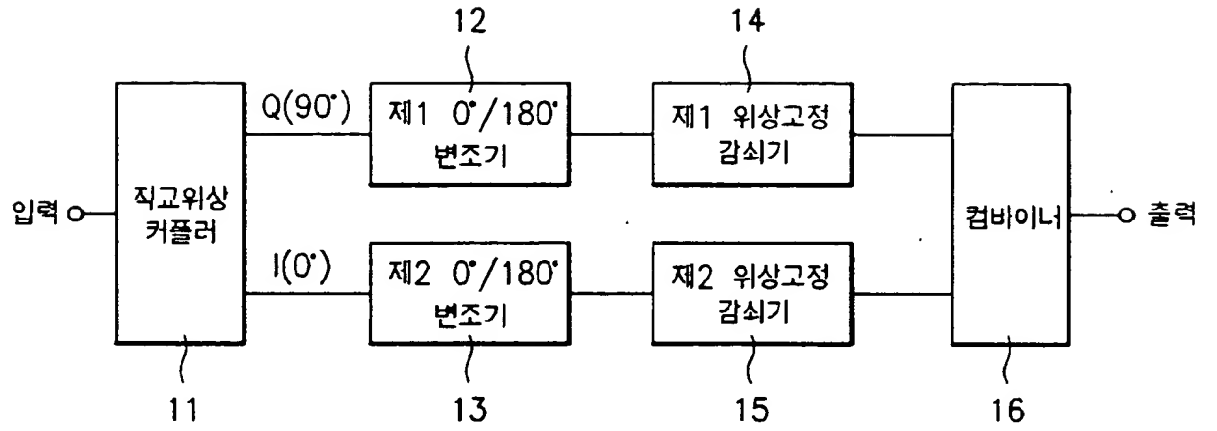 12
14
Q(90°)
제1 0°/180°
변조기
제1 위상고정
감쇠기
입력
직교위상
커플러
컴바이너
출력
I(0°)
제2 0°/180°
변조기
제2 위상고정
감쇠기
11
13
15
16